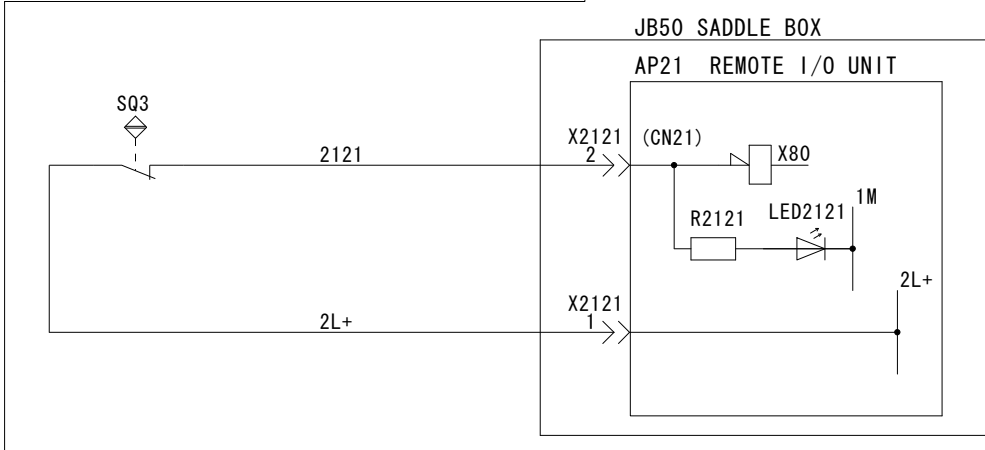 JB50 SADDLE BOX
AP21 REMOTE I/O UNIT
SQ3
2121
X2121
2
(CN21)
X80
R2121
LED2121
1M
2L+
X2121
1
2L+